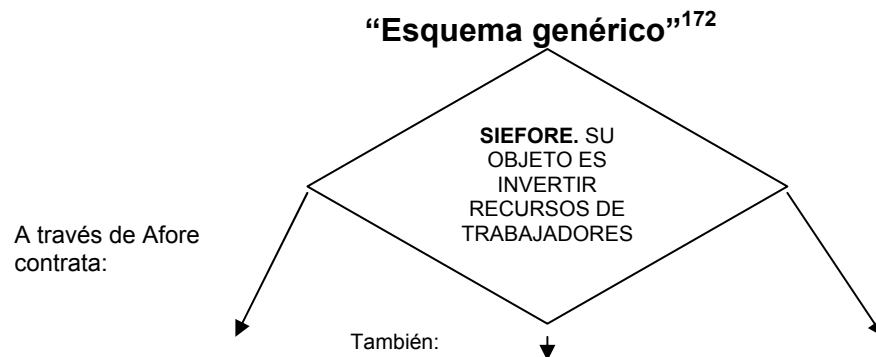 “Esquema genérico”172
SIEFORE. SU
OBJETO ES
INVERTIR
RECURSOS DE
TRABAJADORES
A través de Afore
contrata:
También: